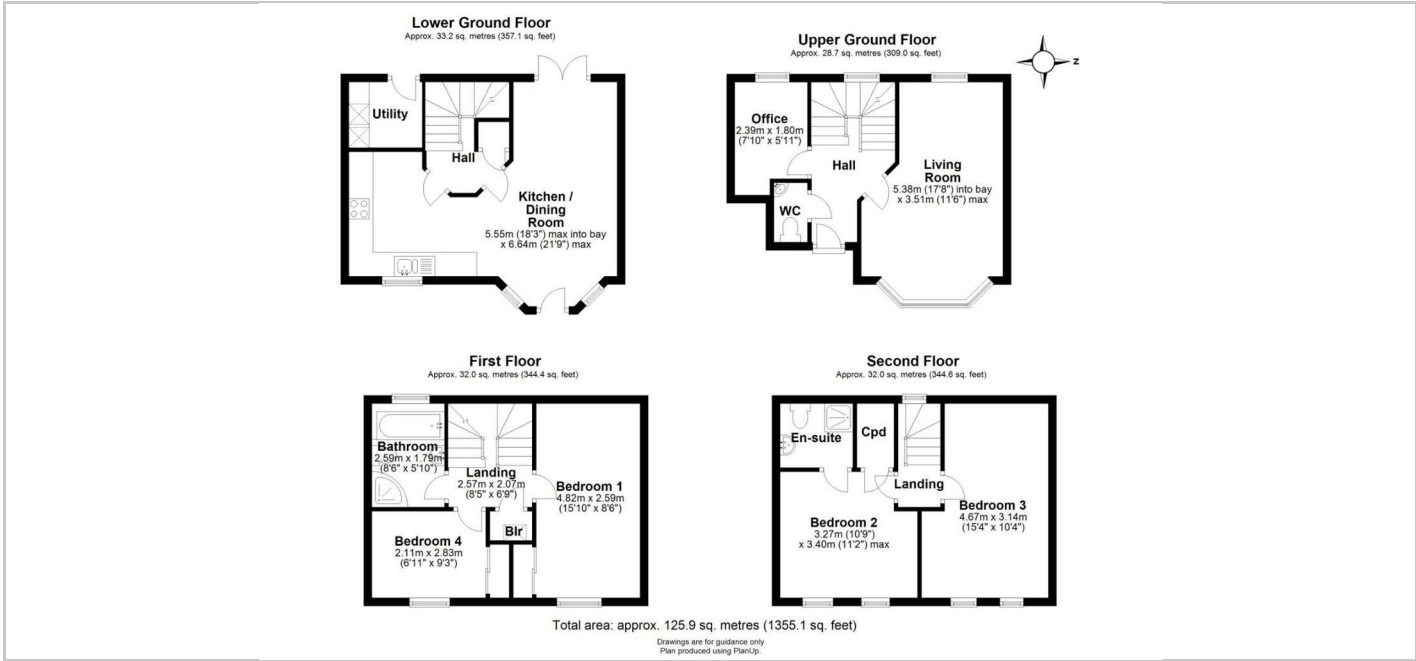 Lower Ground Floor
Approx. 33.2 sq. metres (357.1 sq. feet)
Utility
Hall
Kitchen /
Dining
Room
5.55m (18'3") max into bay
x 6.64m (21'9") max
Upper Ground Floor
Approx. 28.7 sq. metres (309.0 sq. feet)
Z
Office
2.39m x 1.80m
(7'10" x 5'11")
Hall
Living
Room
5.38m (17'8") into bay
x 3.51m (11'6") max
WC
First Floor
Approx. 32.0 sq. metres (344.4 sq. feet)
Bathroom
2.59m x 1.79m
(8'6" x 5'10")
Landing
2.57m x 2.07m
(8'5" x 6'9")
Bedroom 1
4.82m x 2.59m
(15'10" x 8'6")
Blr
Bedroom 4
2.11m x 2.83m
(6'11" x 9'3")
Second Floor
Approx. 32.0 sq. metres (344.6 sq. feet)
En-suite
Cpd
Landing
Bedroom 2
3.27m (10'9")
x 3.40m (11'2") max
Bedroom 3
4.67m x 3.14m
(15'4" x 10'4")
Total area: approx. 125.9 sq. metres (1355.1 sq. feet)
Drawings are for guidance only
Plan produced using PlanUp.